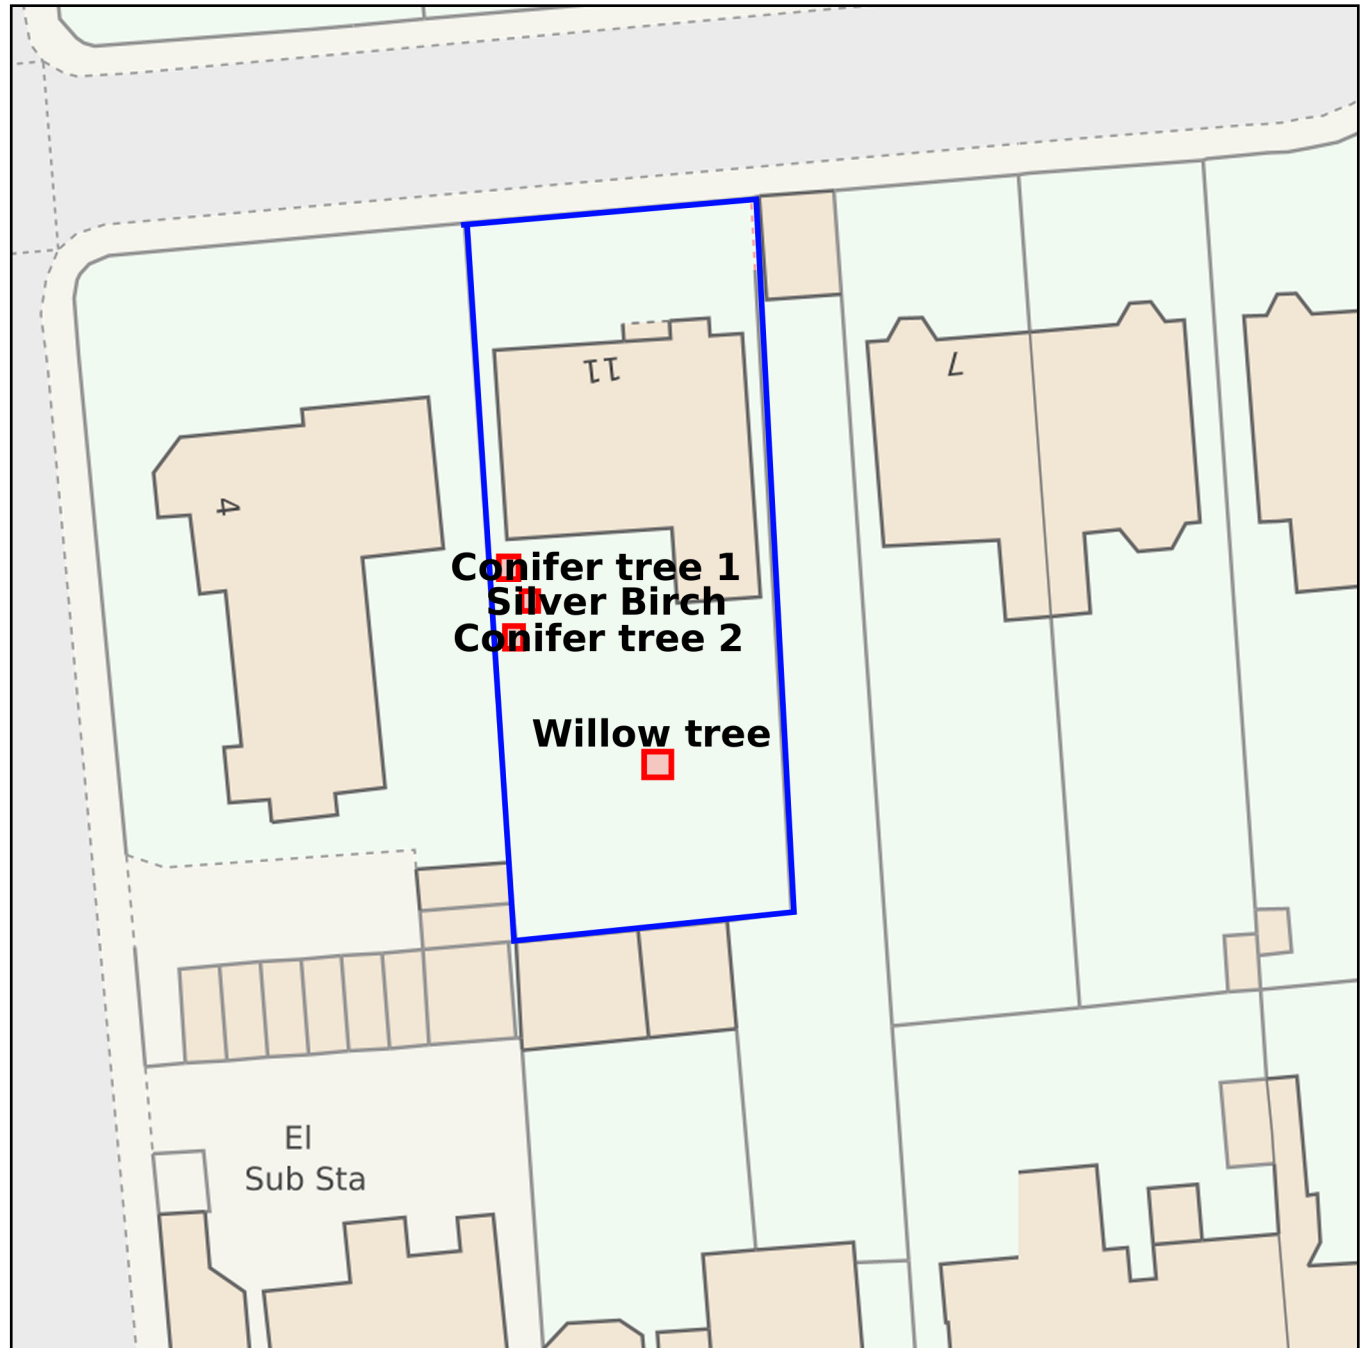 11
7
4
Conifer tree 1
Silver Birch
Conifer tree 2
Willow tree
El
Sub Sta